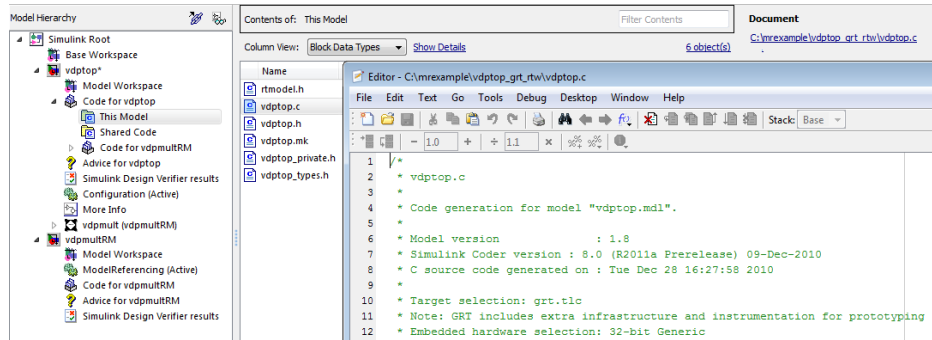 Model Hierarchy
Simulink Root
Base Workspace
vdptop*
Model Workspace
Code for vdptop
This Model
Shared Code
Code for vdpmultRM
Advice for vdptop
Simulink Design Verifier results
Configuration (Active)
More Info
vdpmult (vdpmultRM)
vdpmultRM
Model Workspace
ModelReferencing (Active)
Code for vdpmultRM
Advice for vdpmultRM
Simulink Design Verifier results
Contents of: This Model
Filter Contents
Column View: Block Data Types Show Details 6 object(s)
Name
rtmodel.h
vdptop.c
vdptop.h
vdptop.mk
vdptop_private.h
vdptop_types.h
Document
C:\mrexample\vdptop_grt_rtw\vdptop.c
.
Editor - C:\mrexample\vdptop_grt_rtw\vdptop.c
File Edit Text Go Tools Debug Desktop Window Help
Stack: Base
- 1.0 + ÷ 1.1 ×
1 /*
2 * vdptop.c
3 *
4 * Code generation for model "vdptop.mdl".
5 *
6 * Model version : 1.8
7 * Simulink Coder version : 8.0 (R2011a Prerelease) 09-Dec-2010
8 * C source code generated on : Tue Dec 28 16:27:58 2010
9 *
10 * Target selection: grt.tlc
11 * Note: GRT includes extra infrastructure and instrumentation for prototyping
12 * Embedded hardware selection: 32-bit Generic